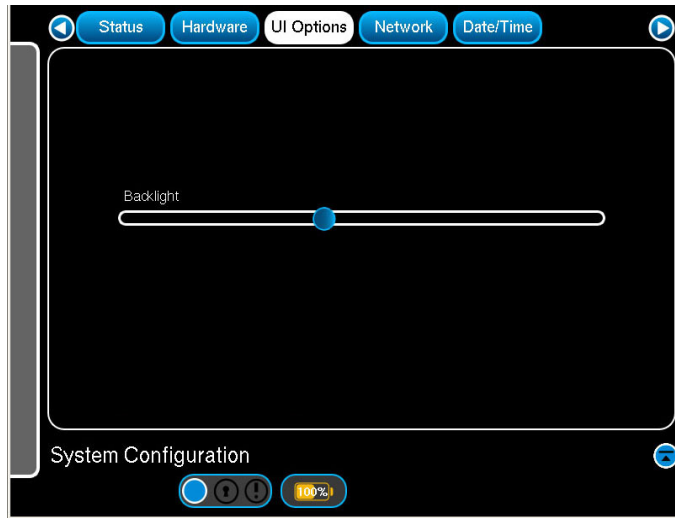 Status Hardware UI Options Network Date/Time
Backlight
System Configuration
100%